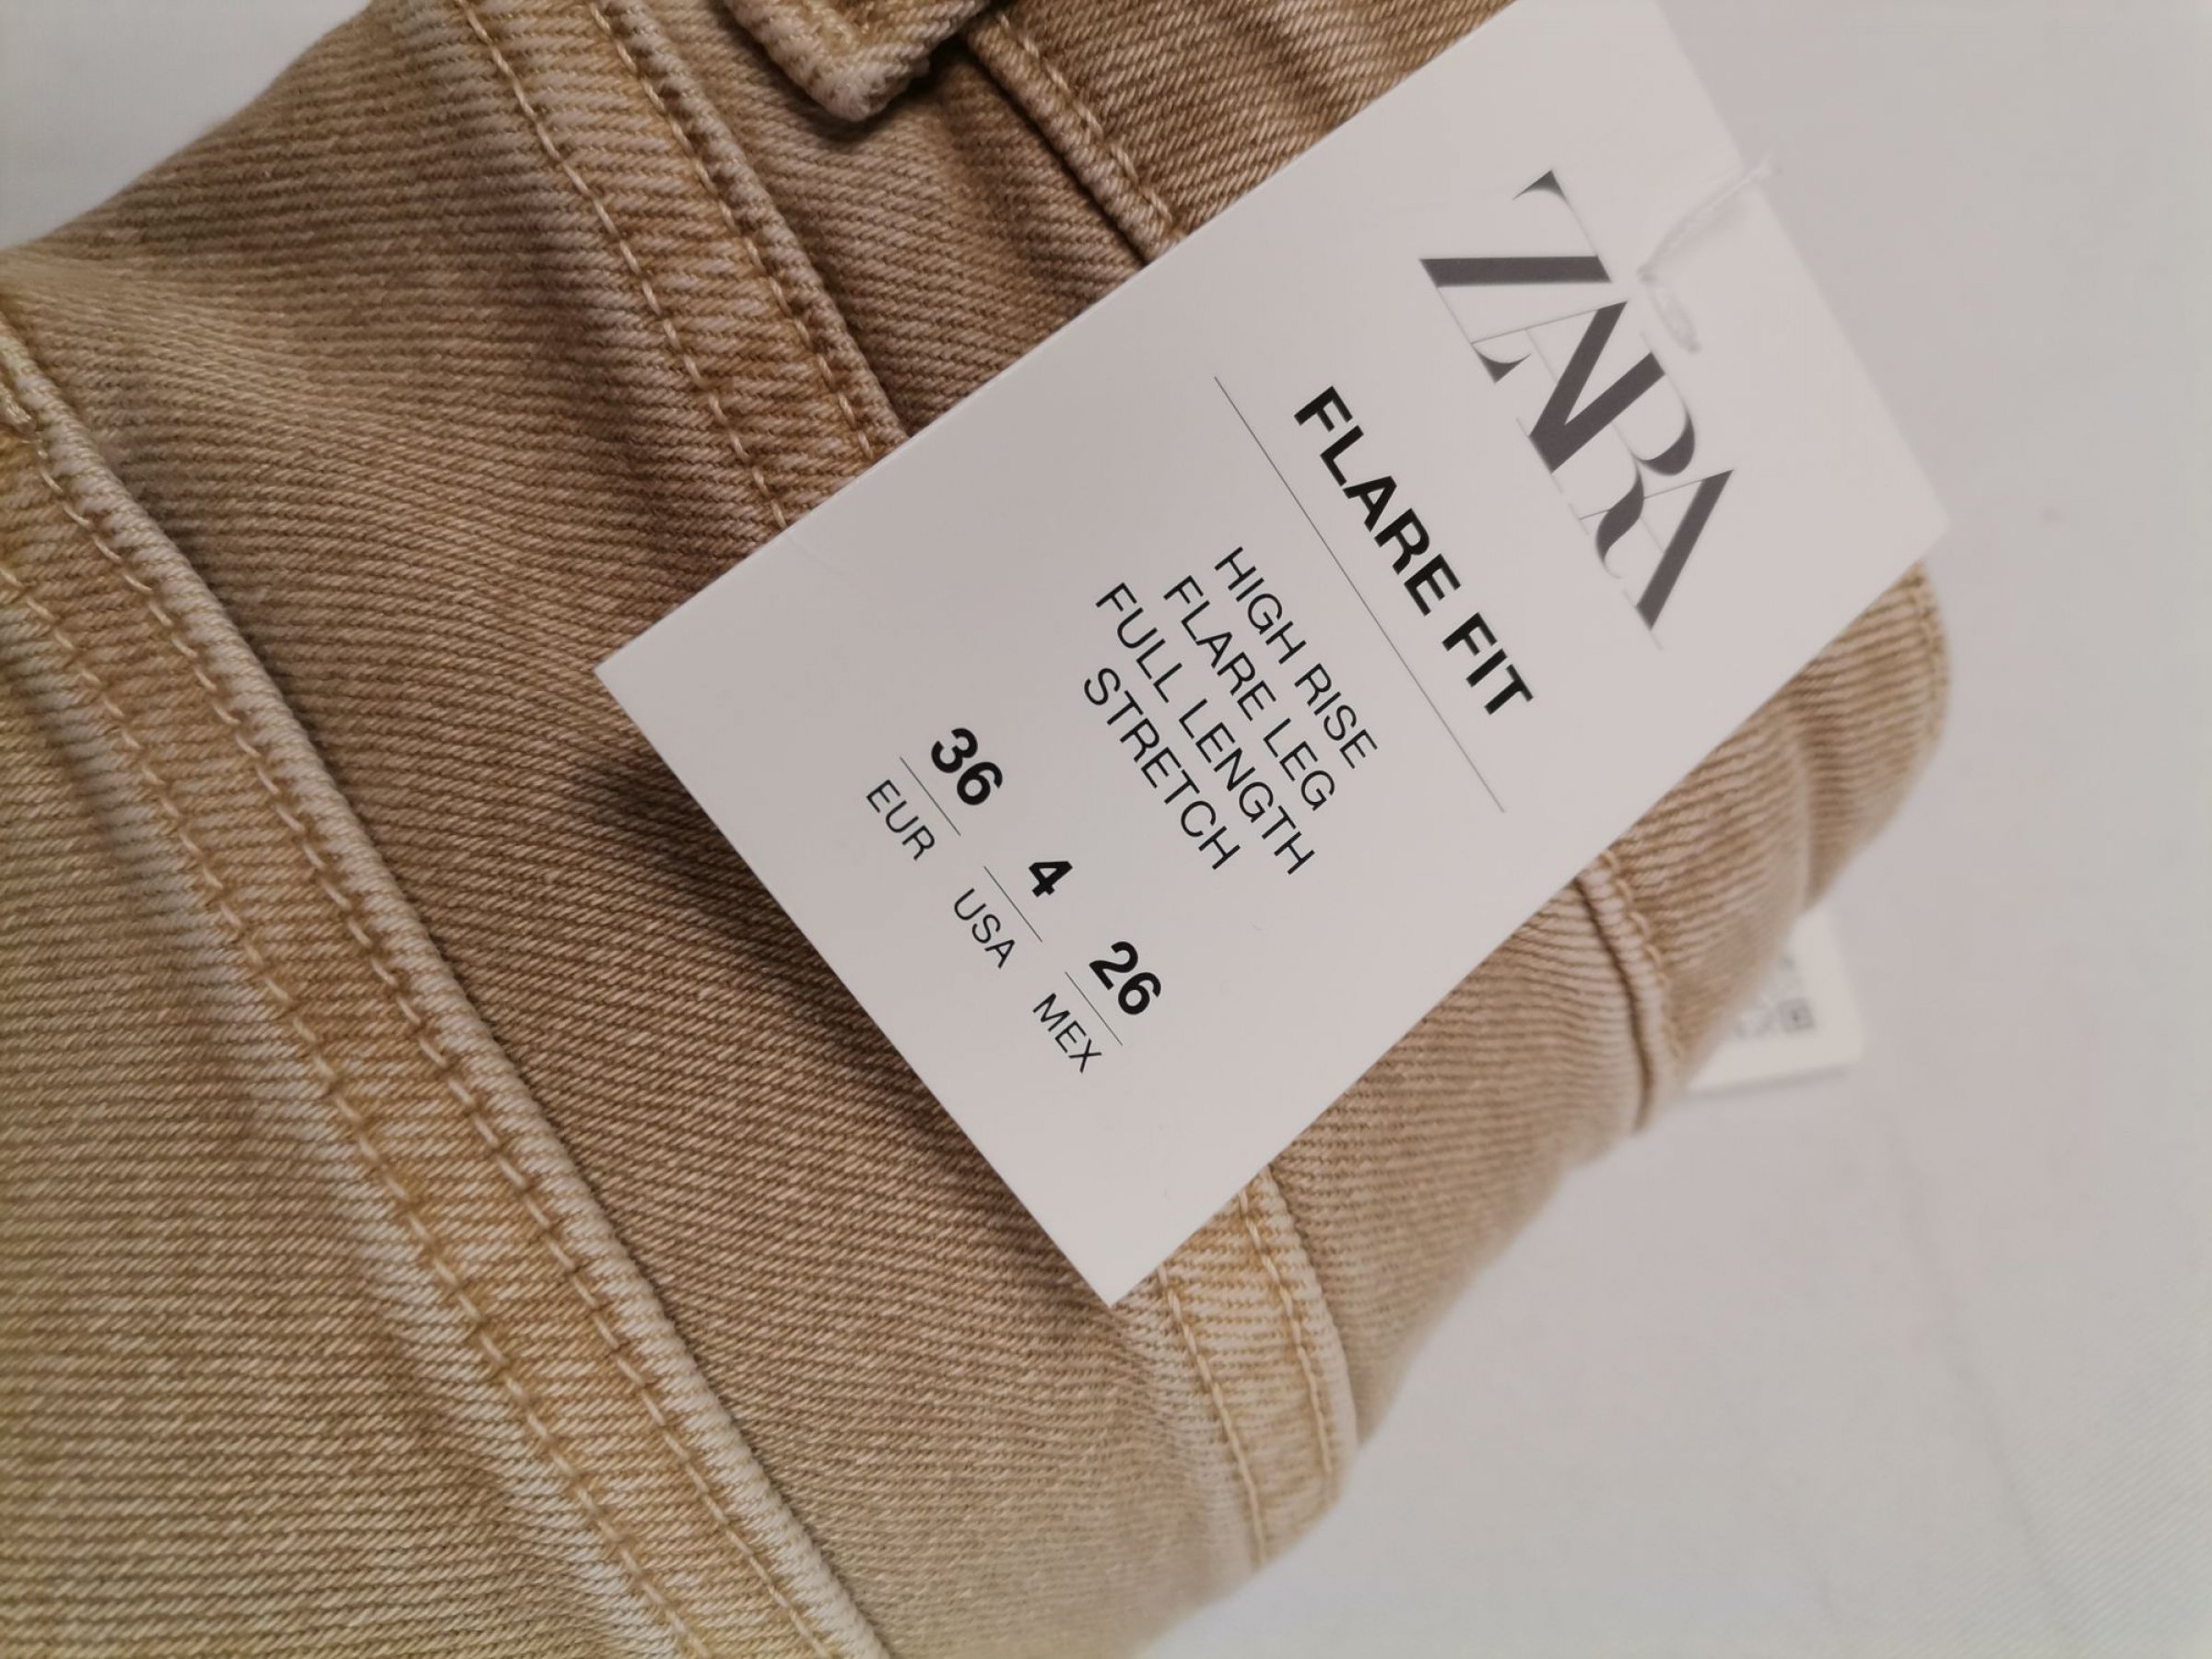 ZARA
FLARE FIT
HIGH RISE
FLARE LEG
FULL LENGTH
STRETCH
36 4 26
EUR USA MEX